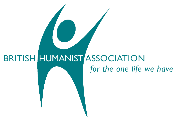 BRITISH HUMANIST ASSOCIATION
for the one life we have